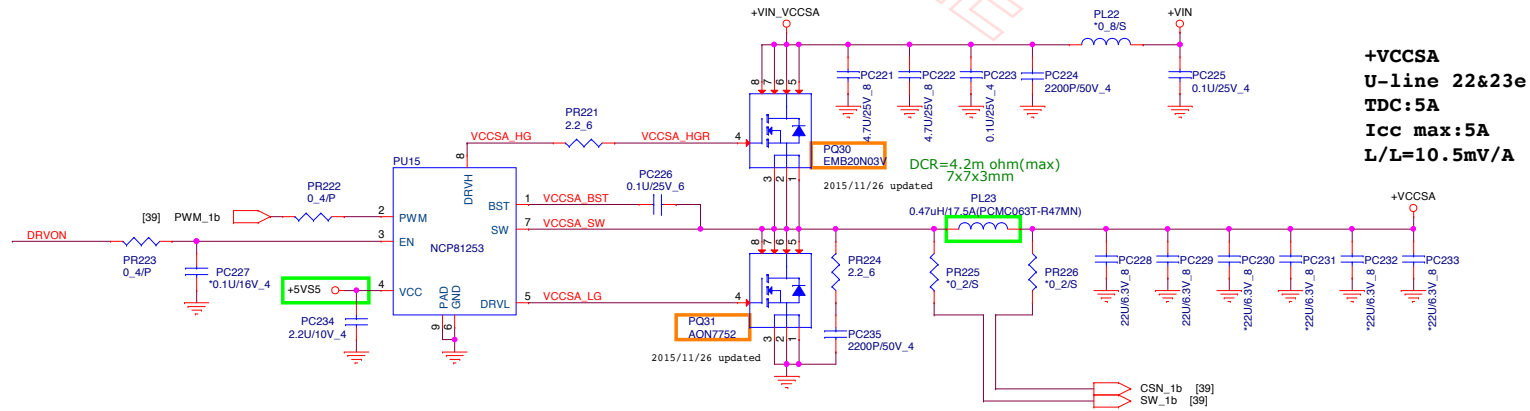 +VIN_VCCSA
PL22
*0_8/S
+VIN
PC221
4.7U/25V_8
PC222
4.7U/25V_8
PC223
0.1U/25V_4
PC224
2200P/50V_4
PC225
0.1U/25V_4
+VCCSA
U-line 22&23e
TDC:5A
Icc max:5A
L/L=10.5mV/A
8
7
6
5
4
3
2
1
PQ30
EMB20N03V
2015/11/26 updated
VCCSA_HG
PR221
2.2_6
VCCSA_HGR
PU15
8
DRVH
PC226
0.1U/25V_6
DCR=4.2m ohm(max)
7x7x3mm
PL23
0.47uH/17.5A(PCMC063T-R47MN)
+VCCSA
[39] PWM_1b
PR222
0_4/P
2
PWM
BST
1
VCCSA_BST
SW
7
VCCSA_SW
DRVON
PR223
0_4/P
3
EN
NCP81253
PC227
*0.1U/16V_4
+5VS5
4
VCC
PAD
GND
9
6
DRVL
5
VCCSA_LG
PC234
2.2U/10V_4
8
7
6
5
4
3
2
1
PQ31
AON7752
2015/11/26 updated
PR224
2.2_6
PC235
2200P/50V_4
PR225
*0_2/S
PR226
*0_2/S
PC228
22U/6.3V_8
PC229
22U/6.3V_8
PC230
*22U/6.3V_8
PC231
*22U/6.3V_8
PC232
*22U/6.3V_8
PC233
*22U/6.3V_8
CSN_1b [39]
SW_1b [39]